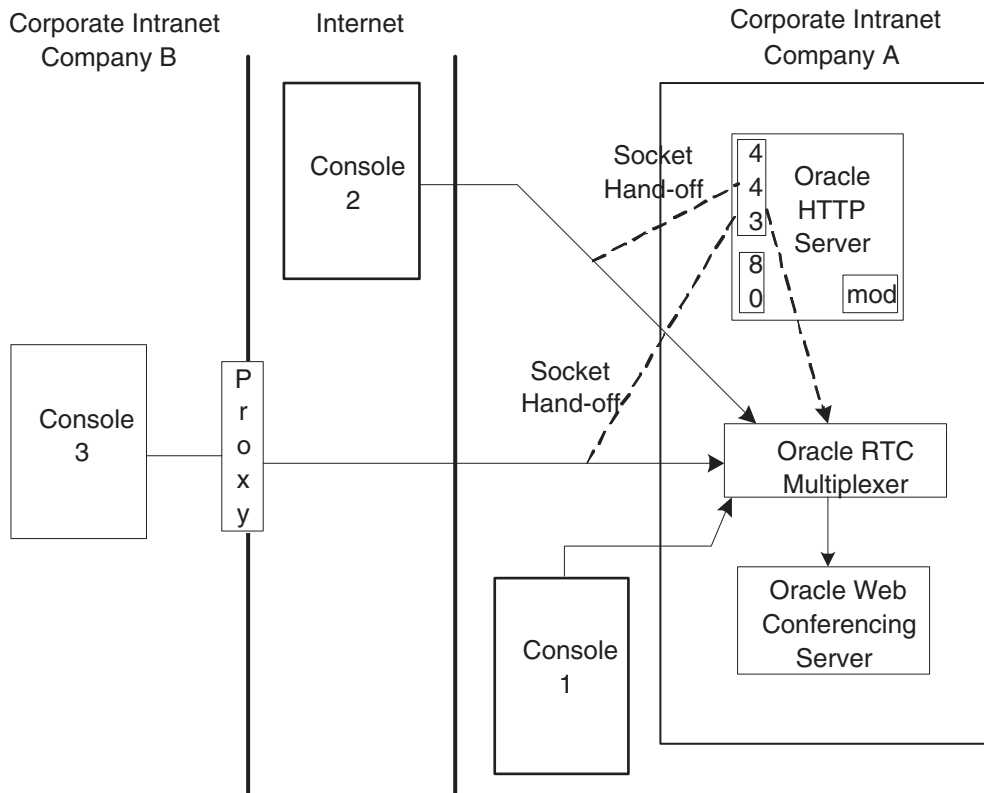 Corporate Intranet
Company B
Internet
Corporate Intranet
Company A
Console
2
Socket
Hand-off
4
4
3
8
0
Oracle
HTTP
Server
mod
Console
3
P
r
o
x
y
Socket
Hand-off
Oracle RTC
Multiplexer
Console
1
Oracle Web
Conferencing
Server